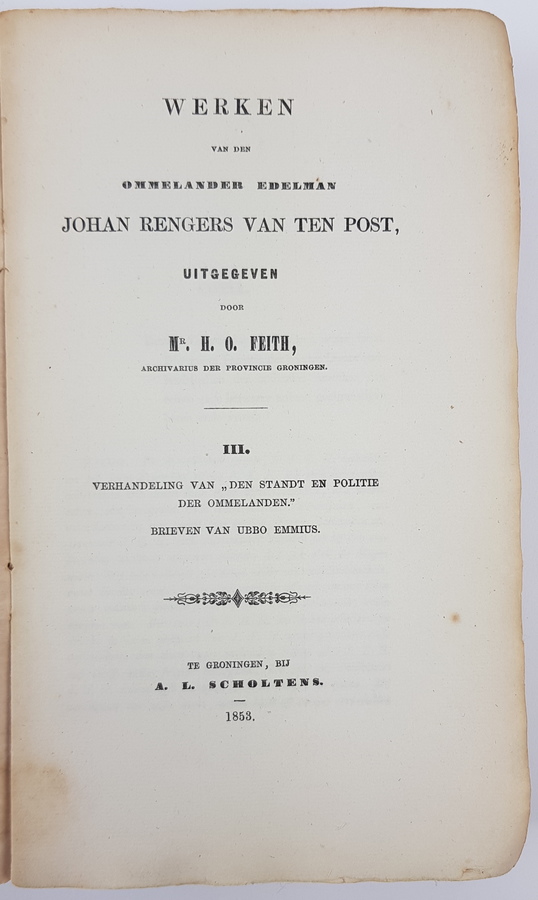 WERKEN
VAN DEN
OMMELANDER EDELMAN
JOHAN RENGERS VAN TEN POST,
UITGEGEVEN
DOOR
MR. H. O. FEITH,
ARCHIVARIUS DER PROVINCIE GRONINGEN.
III.
VERHANDELING VAN „DEN STANDT EN POLITIE
DER OMMELANDEN.”
BRIEVEN VAN UBBO EMMIUS.
TE GRONINGEN, BIJ
A. L. SCHOLTENS.
1853.